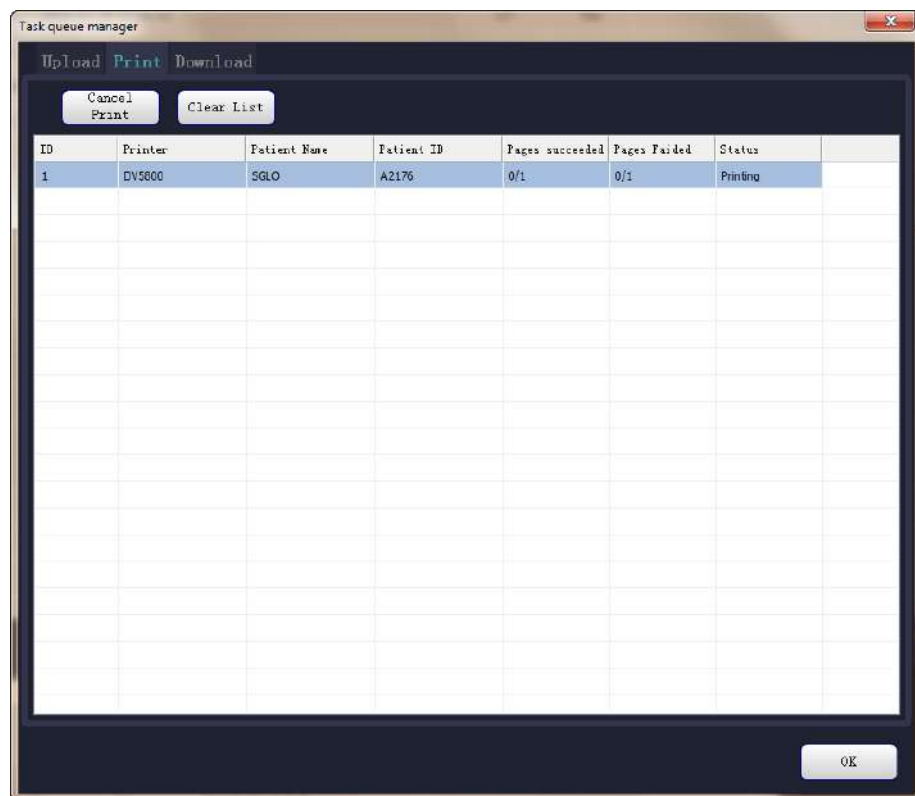 Task queue manager
Upload Print Download
Cancel
Print
Clear List
ID Printer Patient Name Patient ID Pages succeeded Pages Faided Status
1 DV5800 SGLO A2176 0/1 0/1 Printing
OK